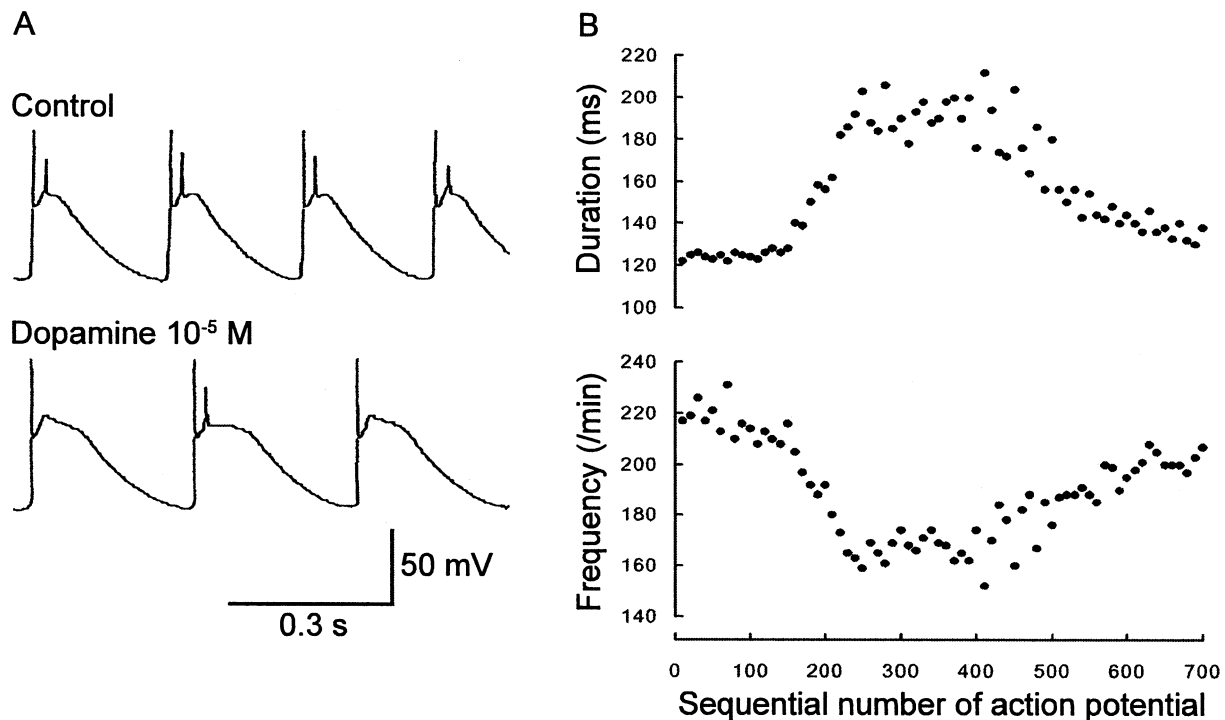 A
Control
Dopamine 10⁻⁵ M
50 mV
0.3 s
B
Duration (ms)
220
200
180
160
140
120
100
Frequency (/min)
240
220
200
180
160
140
0 100 200 300 400 500 600 700
Sequential number of action potential